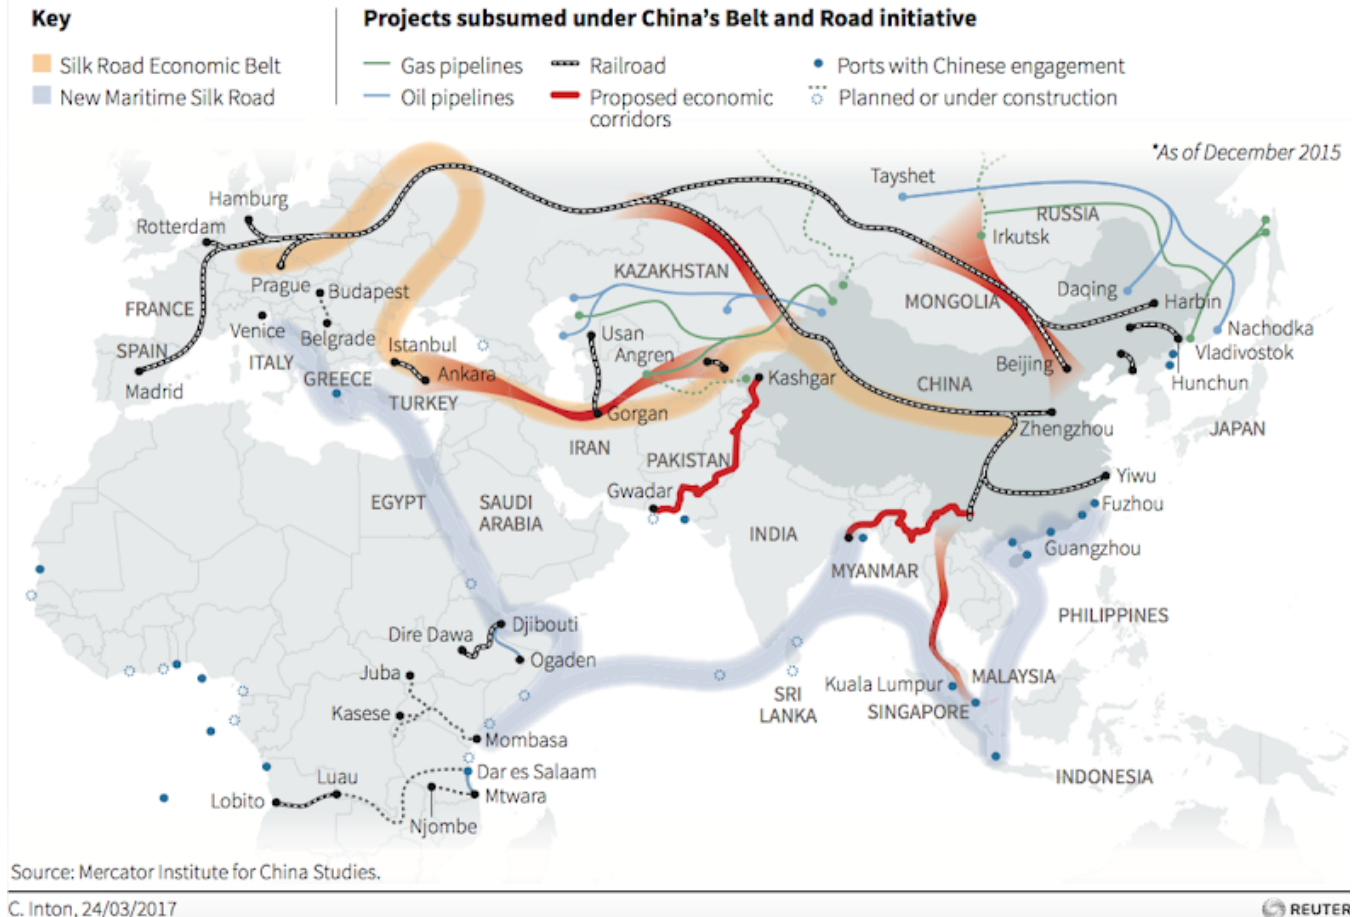 Key
Projects subsumed under China's Belt and Road initiative
Silk Road Economic Belt
New Maritime Silk Road
Gas pipelines
Oil pipelines
Railroad
Proposed economic
corridors
Ports with Chinese engagement
Planned or under construction
*As of December 2015
Tayshet
Hamburg
Rotterdam
RUSSIA
Irkutsk
KAZAKHSTAN
Prague
Budapest
MONGOLIA
Daqing
Harbin
FRANCE
Venice
Belgrade
Usan
Nachodka
SPAIN
ITALY
Istanbul
Angren
Vladivostok
Beijing
GREECE
Ankara
Kashgar
CHINA
Hunchun
Madrid
TURKEY
Gorgan
Zhengzhou
JAPAN
IRAN
PAKISTAN
Yiwu
Gwadar
EGYPT
SAUDI
ARABIA
Fuzhou
INDIA
Guangzhou
MYANMAR
PHILIPPINES
Djibouti
Dire Dawa
Ogaden
Juba
MALAYSIA
Kuala Lumpur
SRI
LANKA
SINGAPORE
Kasese
Mombasa
Dar es Salaam
INDONESIA
Luau
Mtwara
Lobito
Njombe
Source: Mercator Institute for China Studies.
C. Inton, 24/03/2017
REUTER